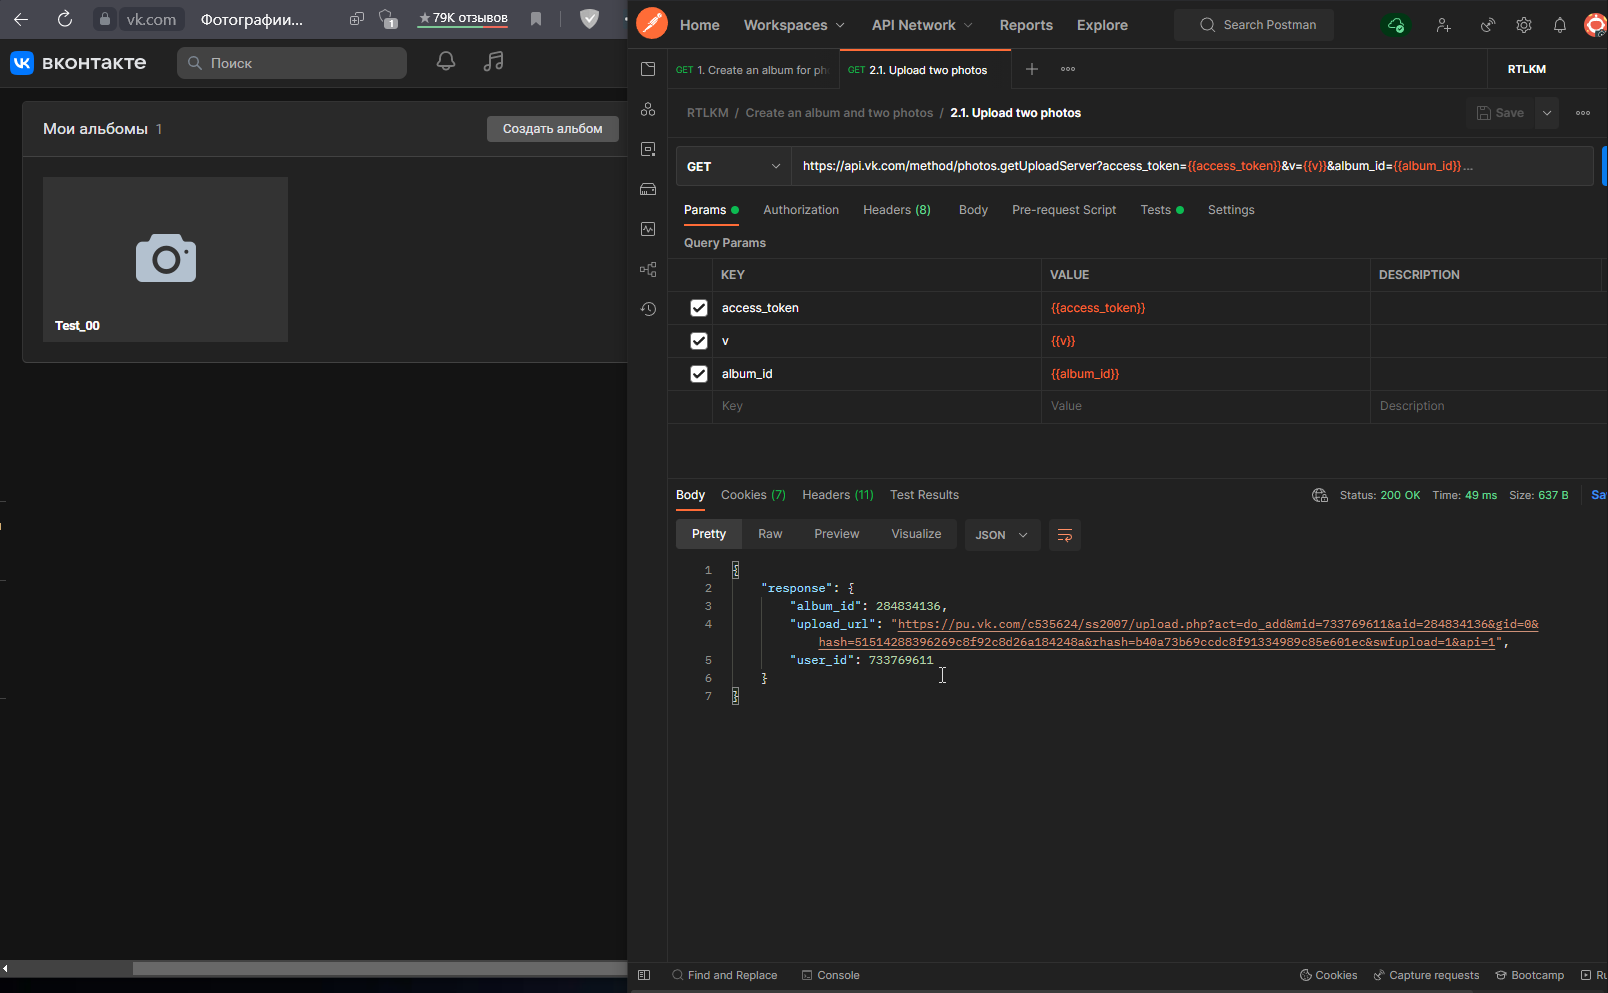 vk.com Фотографии... 1 ★79K отзывов
VK вконтакте Поиск
Мои альбомы 1 Создать альбом
Test_00
Home Workspaces API Network Reports Explore Search Postman
GET 1. Create an album for pho GET 2.1. Upload two photos RTLKM
RTLKM / Create an album and two photos / 2.1. Upload two photos Save
GET https://api.vk.com/method/photos.getUploadServer?access_token={{access_token}}&v={{v}}&album_id={{album_id}}...
Params Authorization Headers (8) Body Pre-request Script Tests Settings
Query Params
KEY VALUE DESCRIPTION
access_token {{access_token}}
v {{v}}
album_id {{album_id}}
Key Value Description
Body Cookies (7) Headers (11) Test Results Status: 200 OK Time: 49 ms Size: 637 B Sa
Pretty Raw Preview Visualize JSON
1 {
2 "response": {
3 "album_id": 284834136,
4 "upload_url": "https://pu.vk.com/c535624/ss2007/upload.php?act=do_add&mid=733769611&aid=284834136&gid=0&
hash=51514288396269c8f92c8d26a184248a&rhash=b40a73b69ccdc8f91334989c85e601ec&swfupload=1&api=1",
5 "user_id": 733769611
6 }
7 }
Find and Replace Console Cookies Capture requests Bootcamp Ru